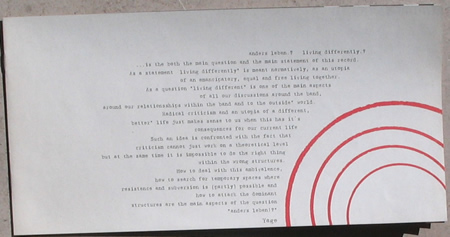 Anders leben.? living differently.?
...is the both the main question and the main statement of this record.
As a statement living differently" is meant normatively, as an utopia
of an emancipatory, equal and free living together.
As a question "living different" is one of the main aspects
of all our discussions around the band,
around our relationships within the band and to the outside" world.
Radical criticism and an utopia of a different,
better" life just makes sense to us when this has it's
consequences for our current life
Such an idea is confronted with the fact that
criticism cannot just work on a theoretical level
but at the same time it is impossible to do the right thing
within the wrong structures.
How to deal with this ambivalence,
how to search for temporary spaces where
resistance and subversion is (partly) possible and
how to attack the dominant
structures are the main aspects of the question
"anders leben!?"
Yage